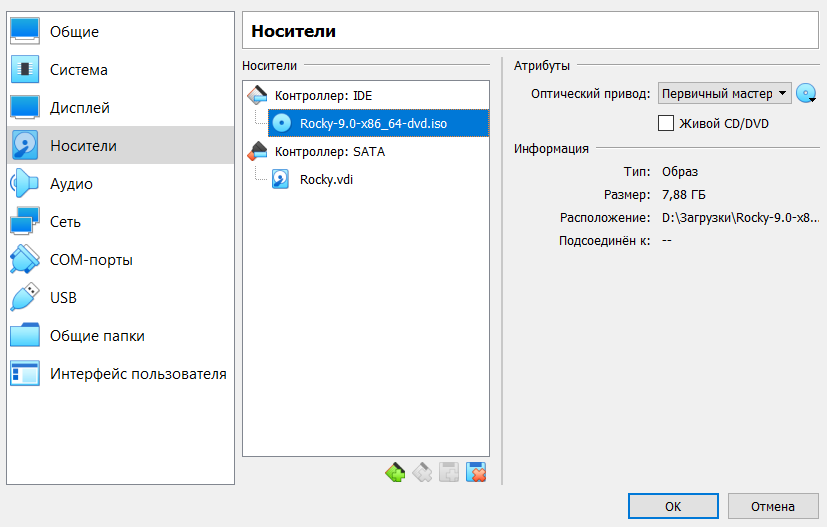 Общие
Система
Дисплей
Носители
Аудио
Сеть
COM-порты
USB
Общие папки
Интерфейс пользователя
Носители
Носители
Контроллер: IDE
Rocky-9.0-x86_64-dvd.iso
Контроллер: SATA
Rocky.vdi
Атрибуты
Оптический привод: Первичный мастер
Живой CD/DVD
Информация
Тип: Образ
Размер: 7,88 ГБ
Расположение: D:\Загрузки\Rocky-9.0-x8...
Подсоединён к: --
OK
Отмена